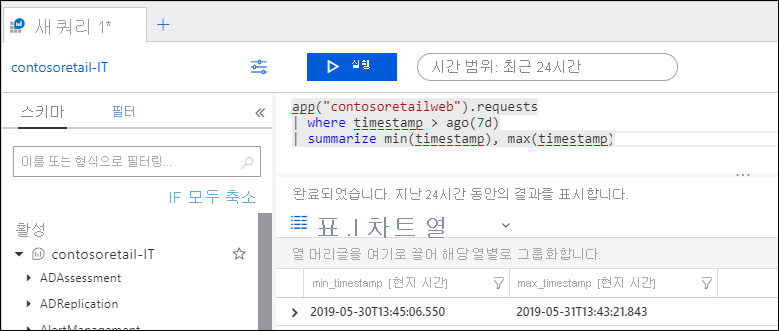 새 쿼리 1*
contosoretail-IT
실행
시간 범위: 최근 24시간
스키마
필터
이름 또는 형식으로 필터링...
IF 모두 축소
활성
contosoretail-IT
ADAssessment
ADReplication
AlertManagement
app("contosoretailweb").requests
| where timestamp > ago(7d)
| summarize min(timestamp), max(timestamp)
완료되었습니다. 지난 24시간 동안의 결과를 표시합니다.
표 .I 차트 열
열 머리글을 여기로 끌어 해당 열별로 그룹화합니다.
min_timestamp [현지 시간] max_timestamp [현지 시간]
2019-05-30T13:45:06.550 2019-05-31T13:43:21.843